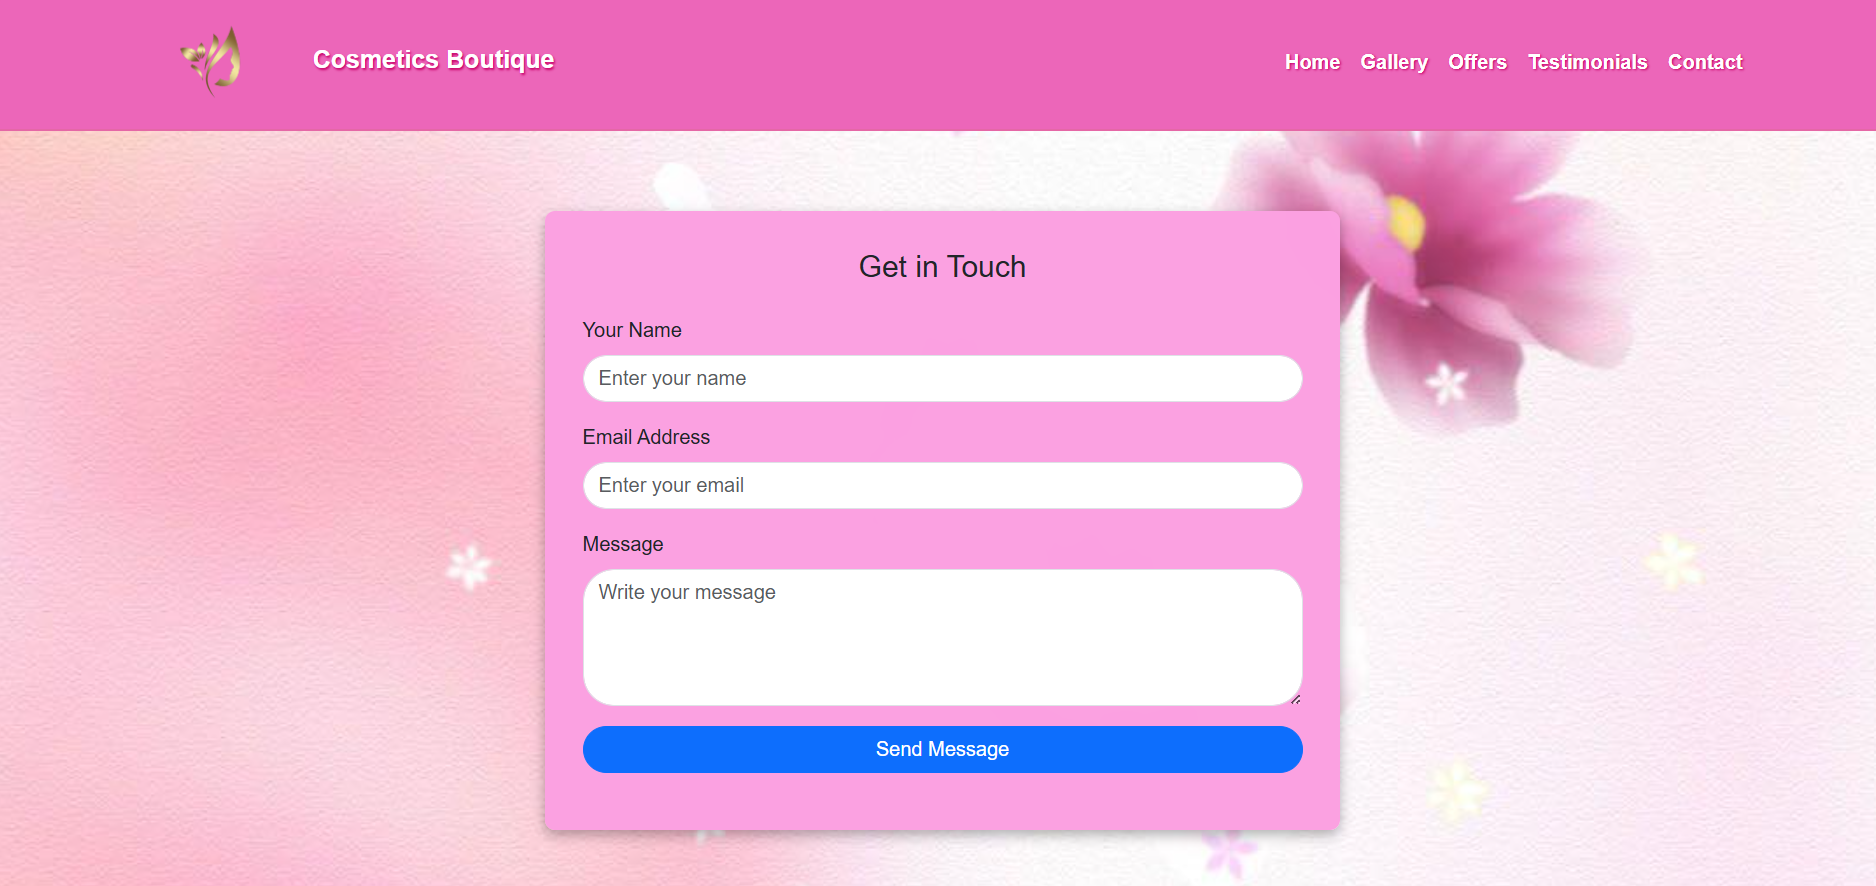 Cosmetics Boutique
Home Gallery Offers Testimonials Contact
Get in Touch
Your Name
Enter your name
Email Address
Enter your email
Message
Write your message
Send Message